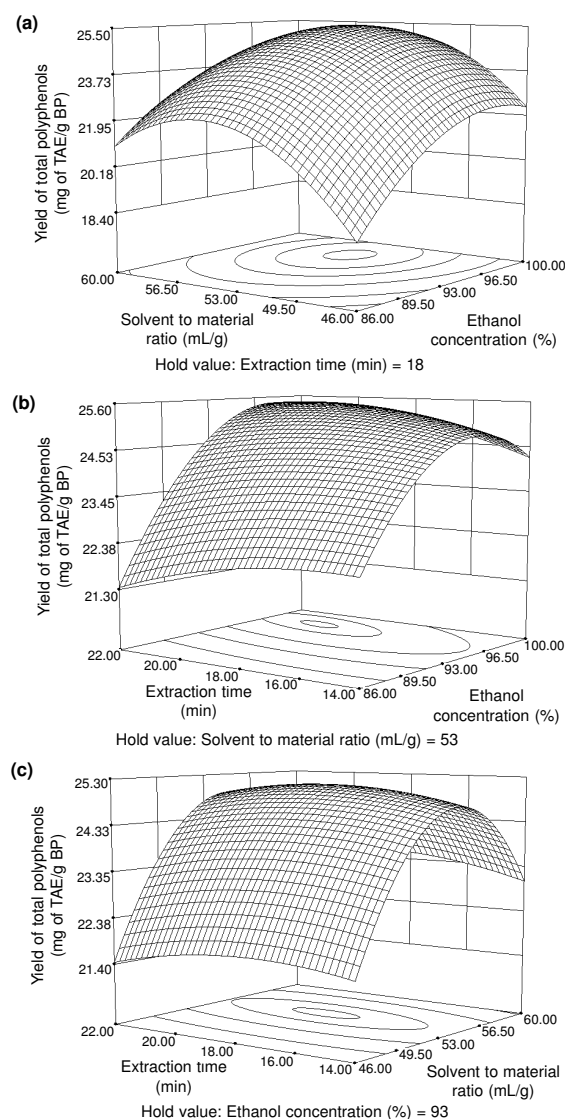 (a)
25.50
23.73
21.95
20.18
18.40
Yield of total polyphenols
(mg of TAE/g BP)
60.00
56.50
53.00
49.50
46.00
86.00
89.50
93.00
96.50
100.00
Solvent to material
ratio (mL/g)
Ethanol
concentration (%)
Hold value: Extraction time (min) = 18
(b)
25.60
24.53
23.45
22.38
21.30
Yield of total polyphenols
(mg of TAE/g BP)
22.00
20.00
18.00
16.00
14.00
86.00
89.50
93.00
96.50
100.00
Extraction time
(min)
Ethanol
concentration (%)
Hold value: Solvent to material ratio (mL/g) = 53
(c)
25.30
24.33
23.35
22.38
21.40
Yield of total polyphenols
(mg of TAE/g BP)
22.00
20.00
18.00
16.00
14.00
46.00
49.50
53.00
56.50
60.00
Extraction time
(min)
Solvent to material
ratio (mL/g)
Hold value: Ethanol concentration (%) = 93